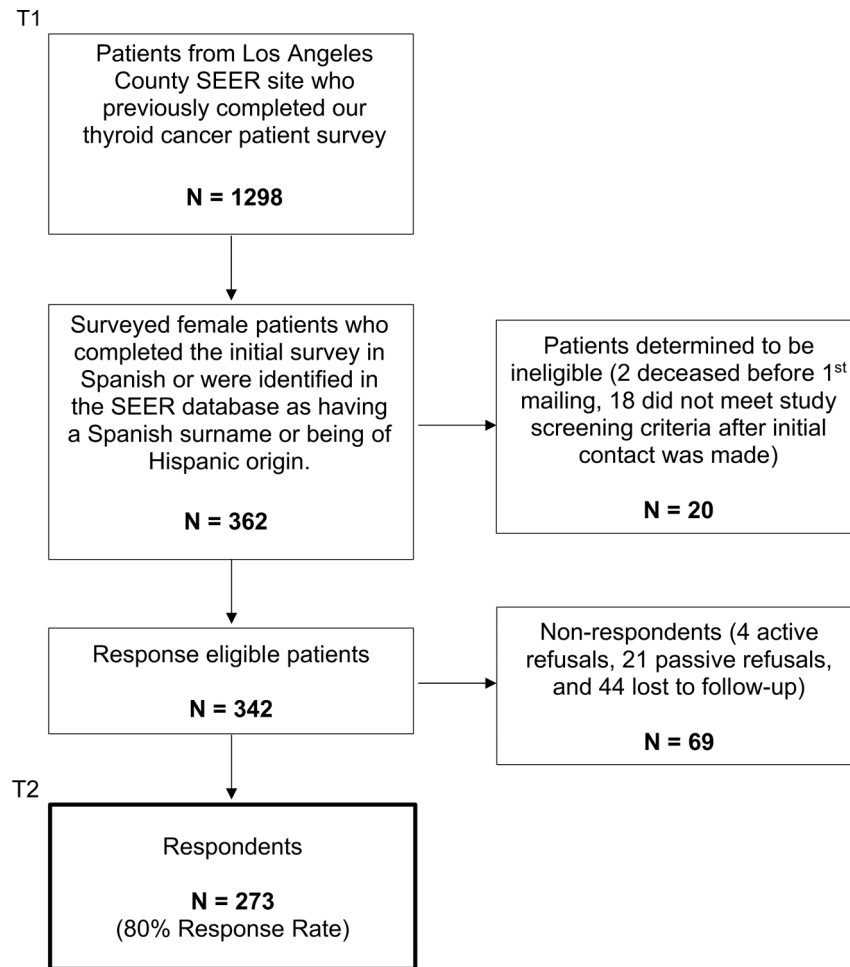 T1
Patients from Los Angeles
County SEER site who
previously completed our
thyroid cancer patient survey
N = 1298
Surveyed female patients who
completed the initial survey in
Spanish or were identified in
the SEER database as having
a Spanish surname or being of
Hispanic origin.
N = 362
Patients determined to be
ineligible (2 deceased before 1st
mailing, 18 did not meet study
screening criteria after initial
contact was made)
N = 20
Response eligible patients
N = 342
Non-respondents (4 active
refusals, 21 passive refusals,
and 44 lost to follow-up)
N = 69
T2
Respondents
N = 273
(80% Response Rate)